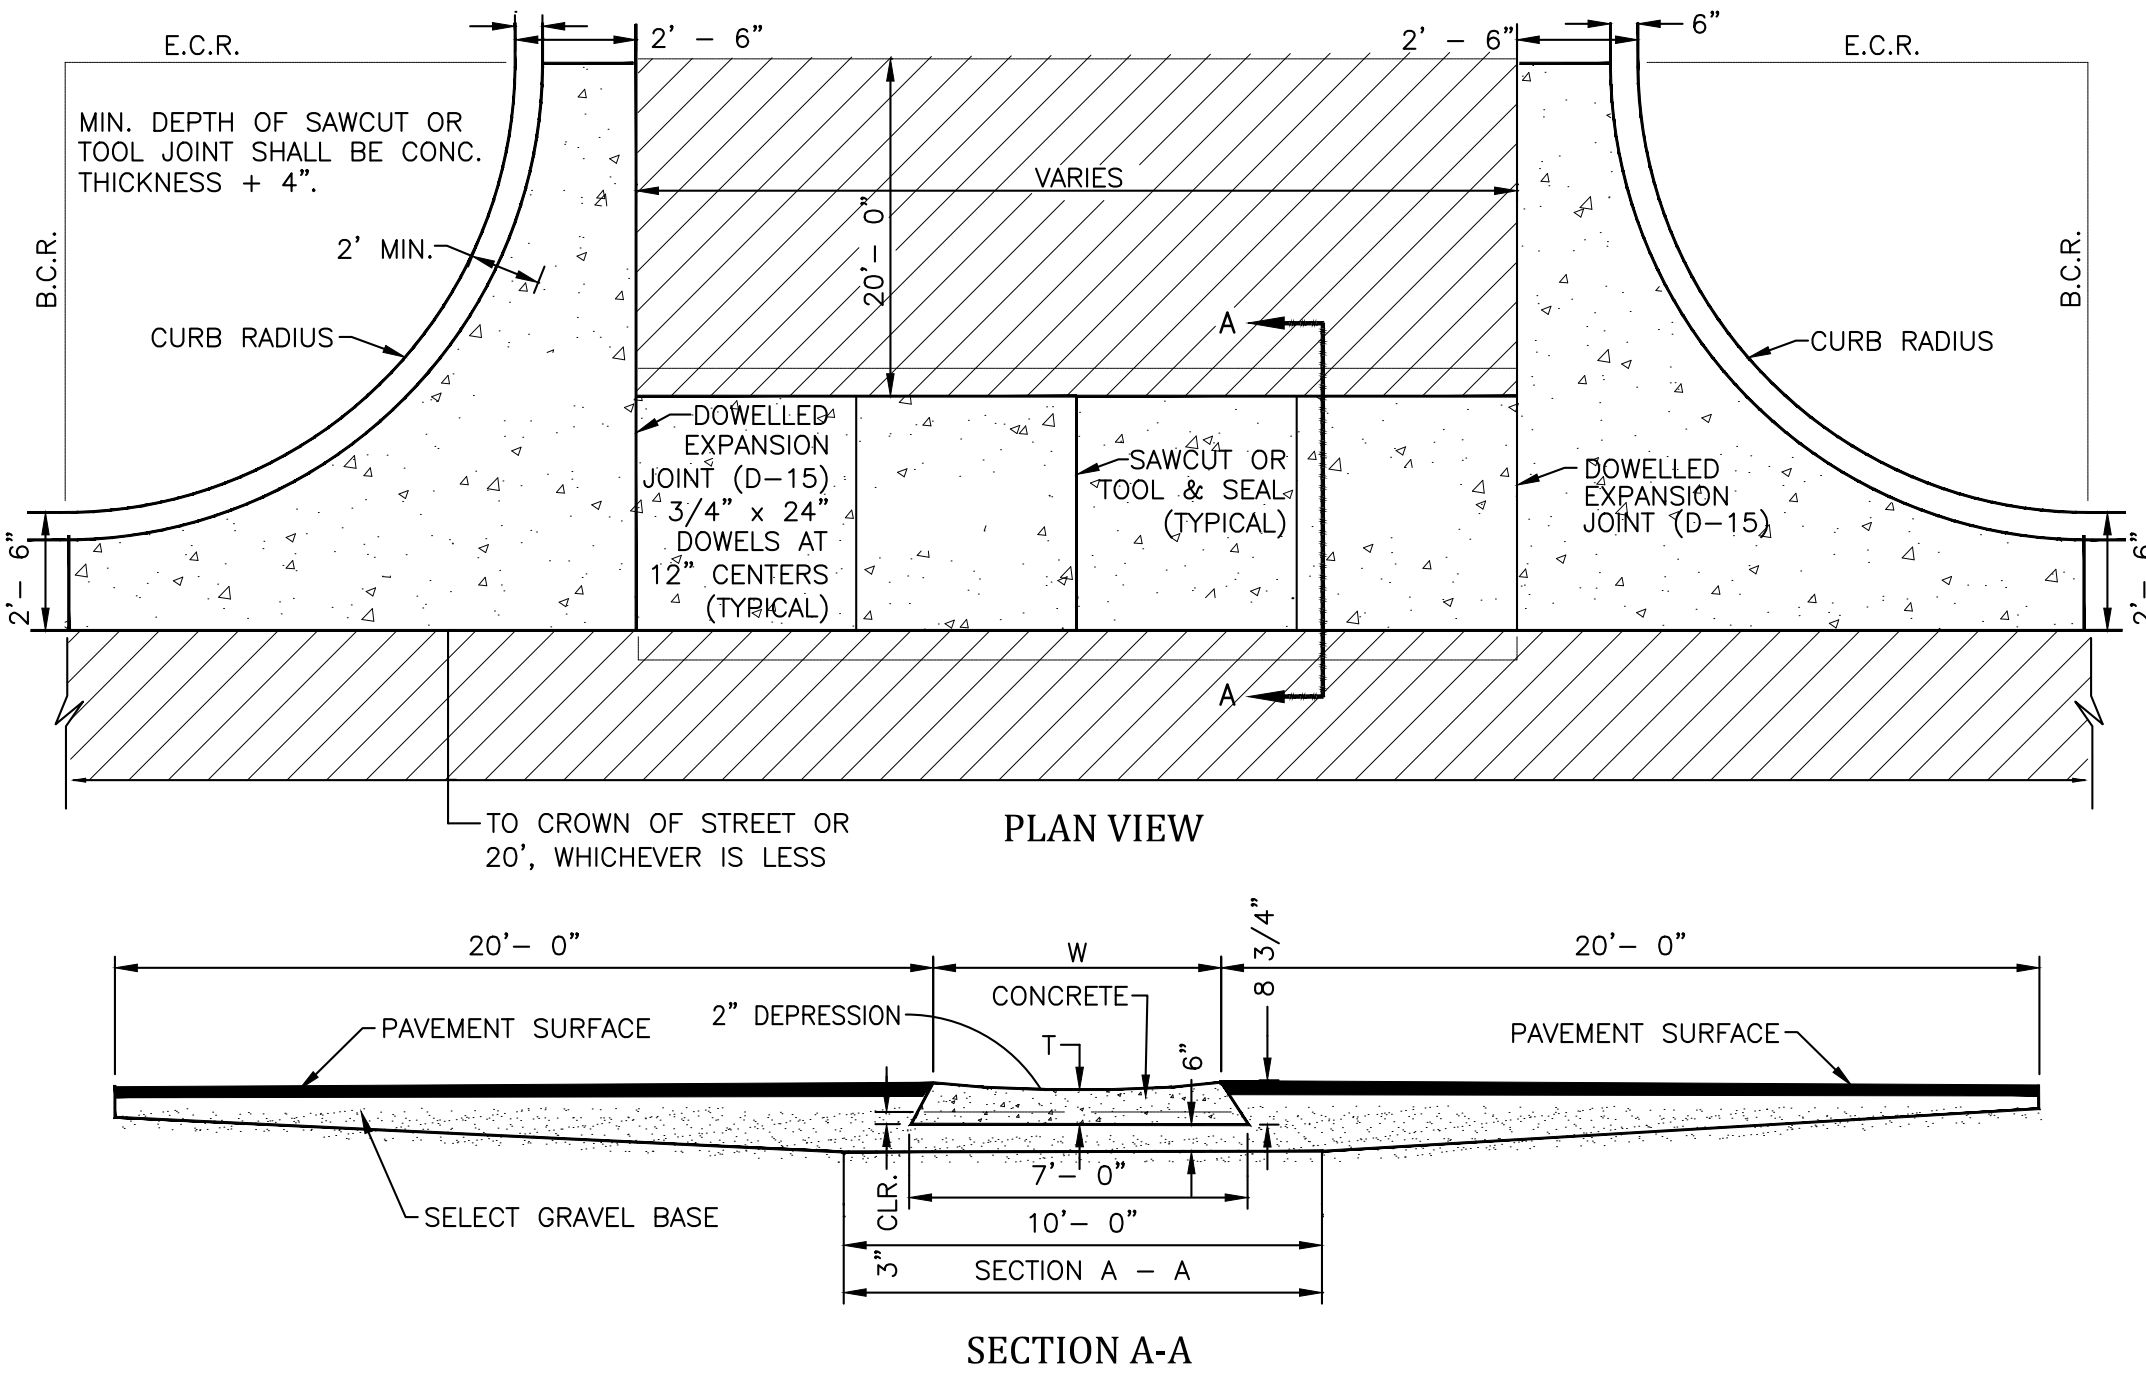 E.C.R.
2' - 6"
2' - 6"
6"
E.C.R.
MIN. DEPTH OF SAWCUT OR
TOOL JOINT SHALL BE CONC.
THICKNESS + 4".
VARIES
20'- 0"
2' MIN.
B.C.R.
B.C.R.
CURB RADIUS
A
CURB RADIUS
DOWELLED
EXPANSION
JOINT (D-15)
3/4" x 24"
DOWELS AT
12" CENTERS
(TYPICAL)
SAWCUT OR
TOOL & SEAL
(TYPICAL)
DOWELLED
EXPANSION
JOINT (D-15)
2'- 6"
2'- 6"
A
TO CROWN OF STREET OR
20', WHICHEVER IS LESS
PLAN VIEW
20'- 0"
W
8 3/4"
20'- 0"
CONCRETE
2" DEPRESSION
PAVEMENT SURFACE
T
6"
PAVEMENT SURFACE
7'- 0"
SELECT GRAVEL BASE
3" CLR.
10'- 0"
SECTION A - A
SECTION A-A